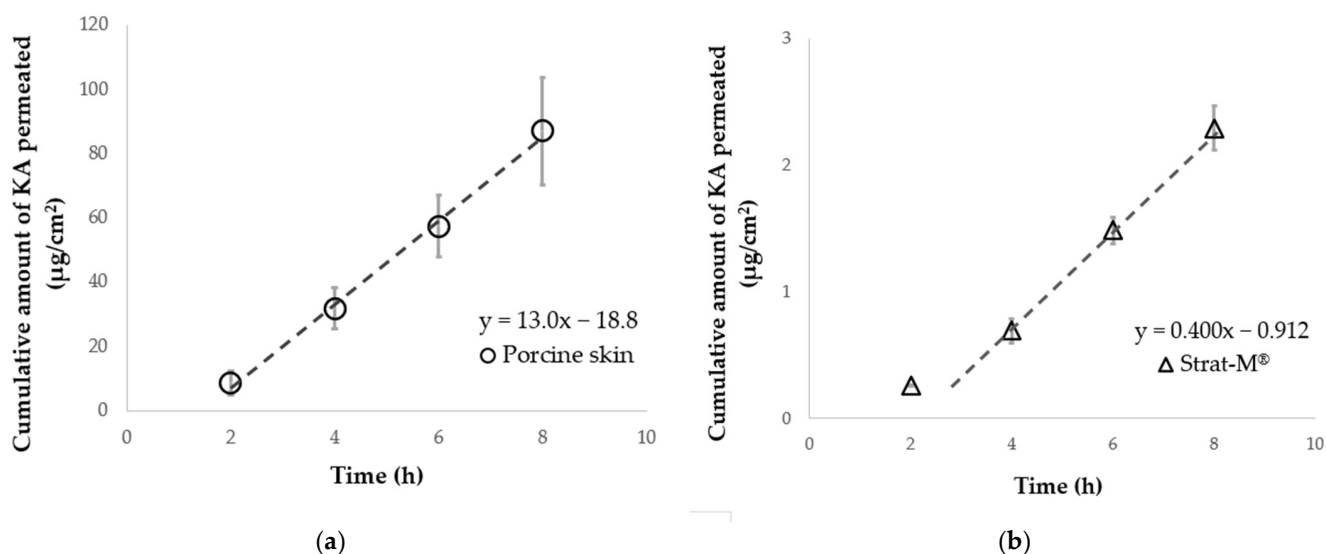 Cumulative amount of KA permeated
(µg/cm²)
120
100
80
60
40
20
0
0 2 4 6 8 10
Time (h)
y = 13.0x − 18.8
Porcine skin
(a)
Cumulative amount of KA permeated
(µg/cm²)
3
2
1
0
0 2 4 6 8 10
Time (h)
y = 0.400x − 0.912
Strat-M®
(b)